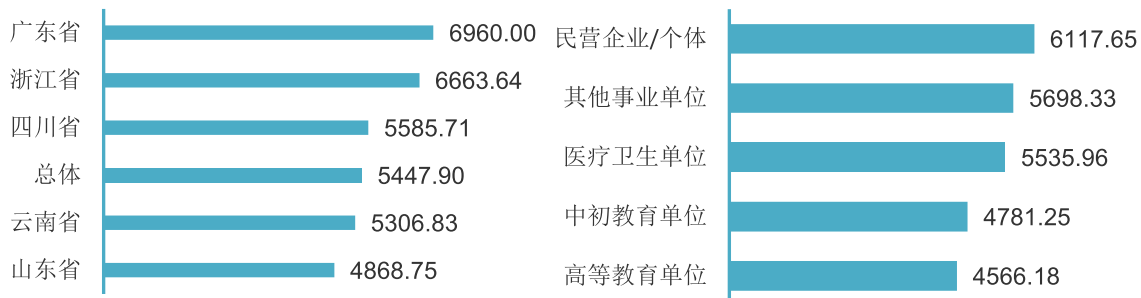 广东省 6960.00
浙江省 6663.64
四川省 5585.71
总体 5447.90
云南省 5306.83
山东省 4868.75
民营企业/个体 6117.65
其他事业单位 5698.33
医疗卫生单位 5535.96
中初教育单位 4781.25
高等教育单位 4566.18